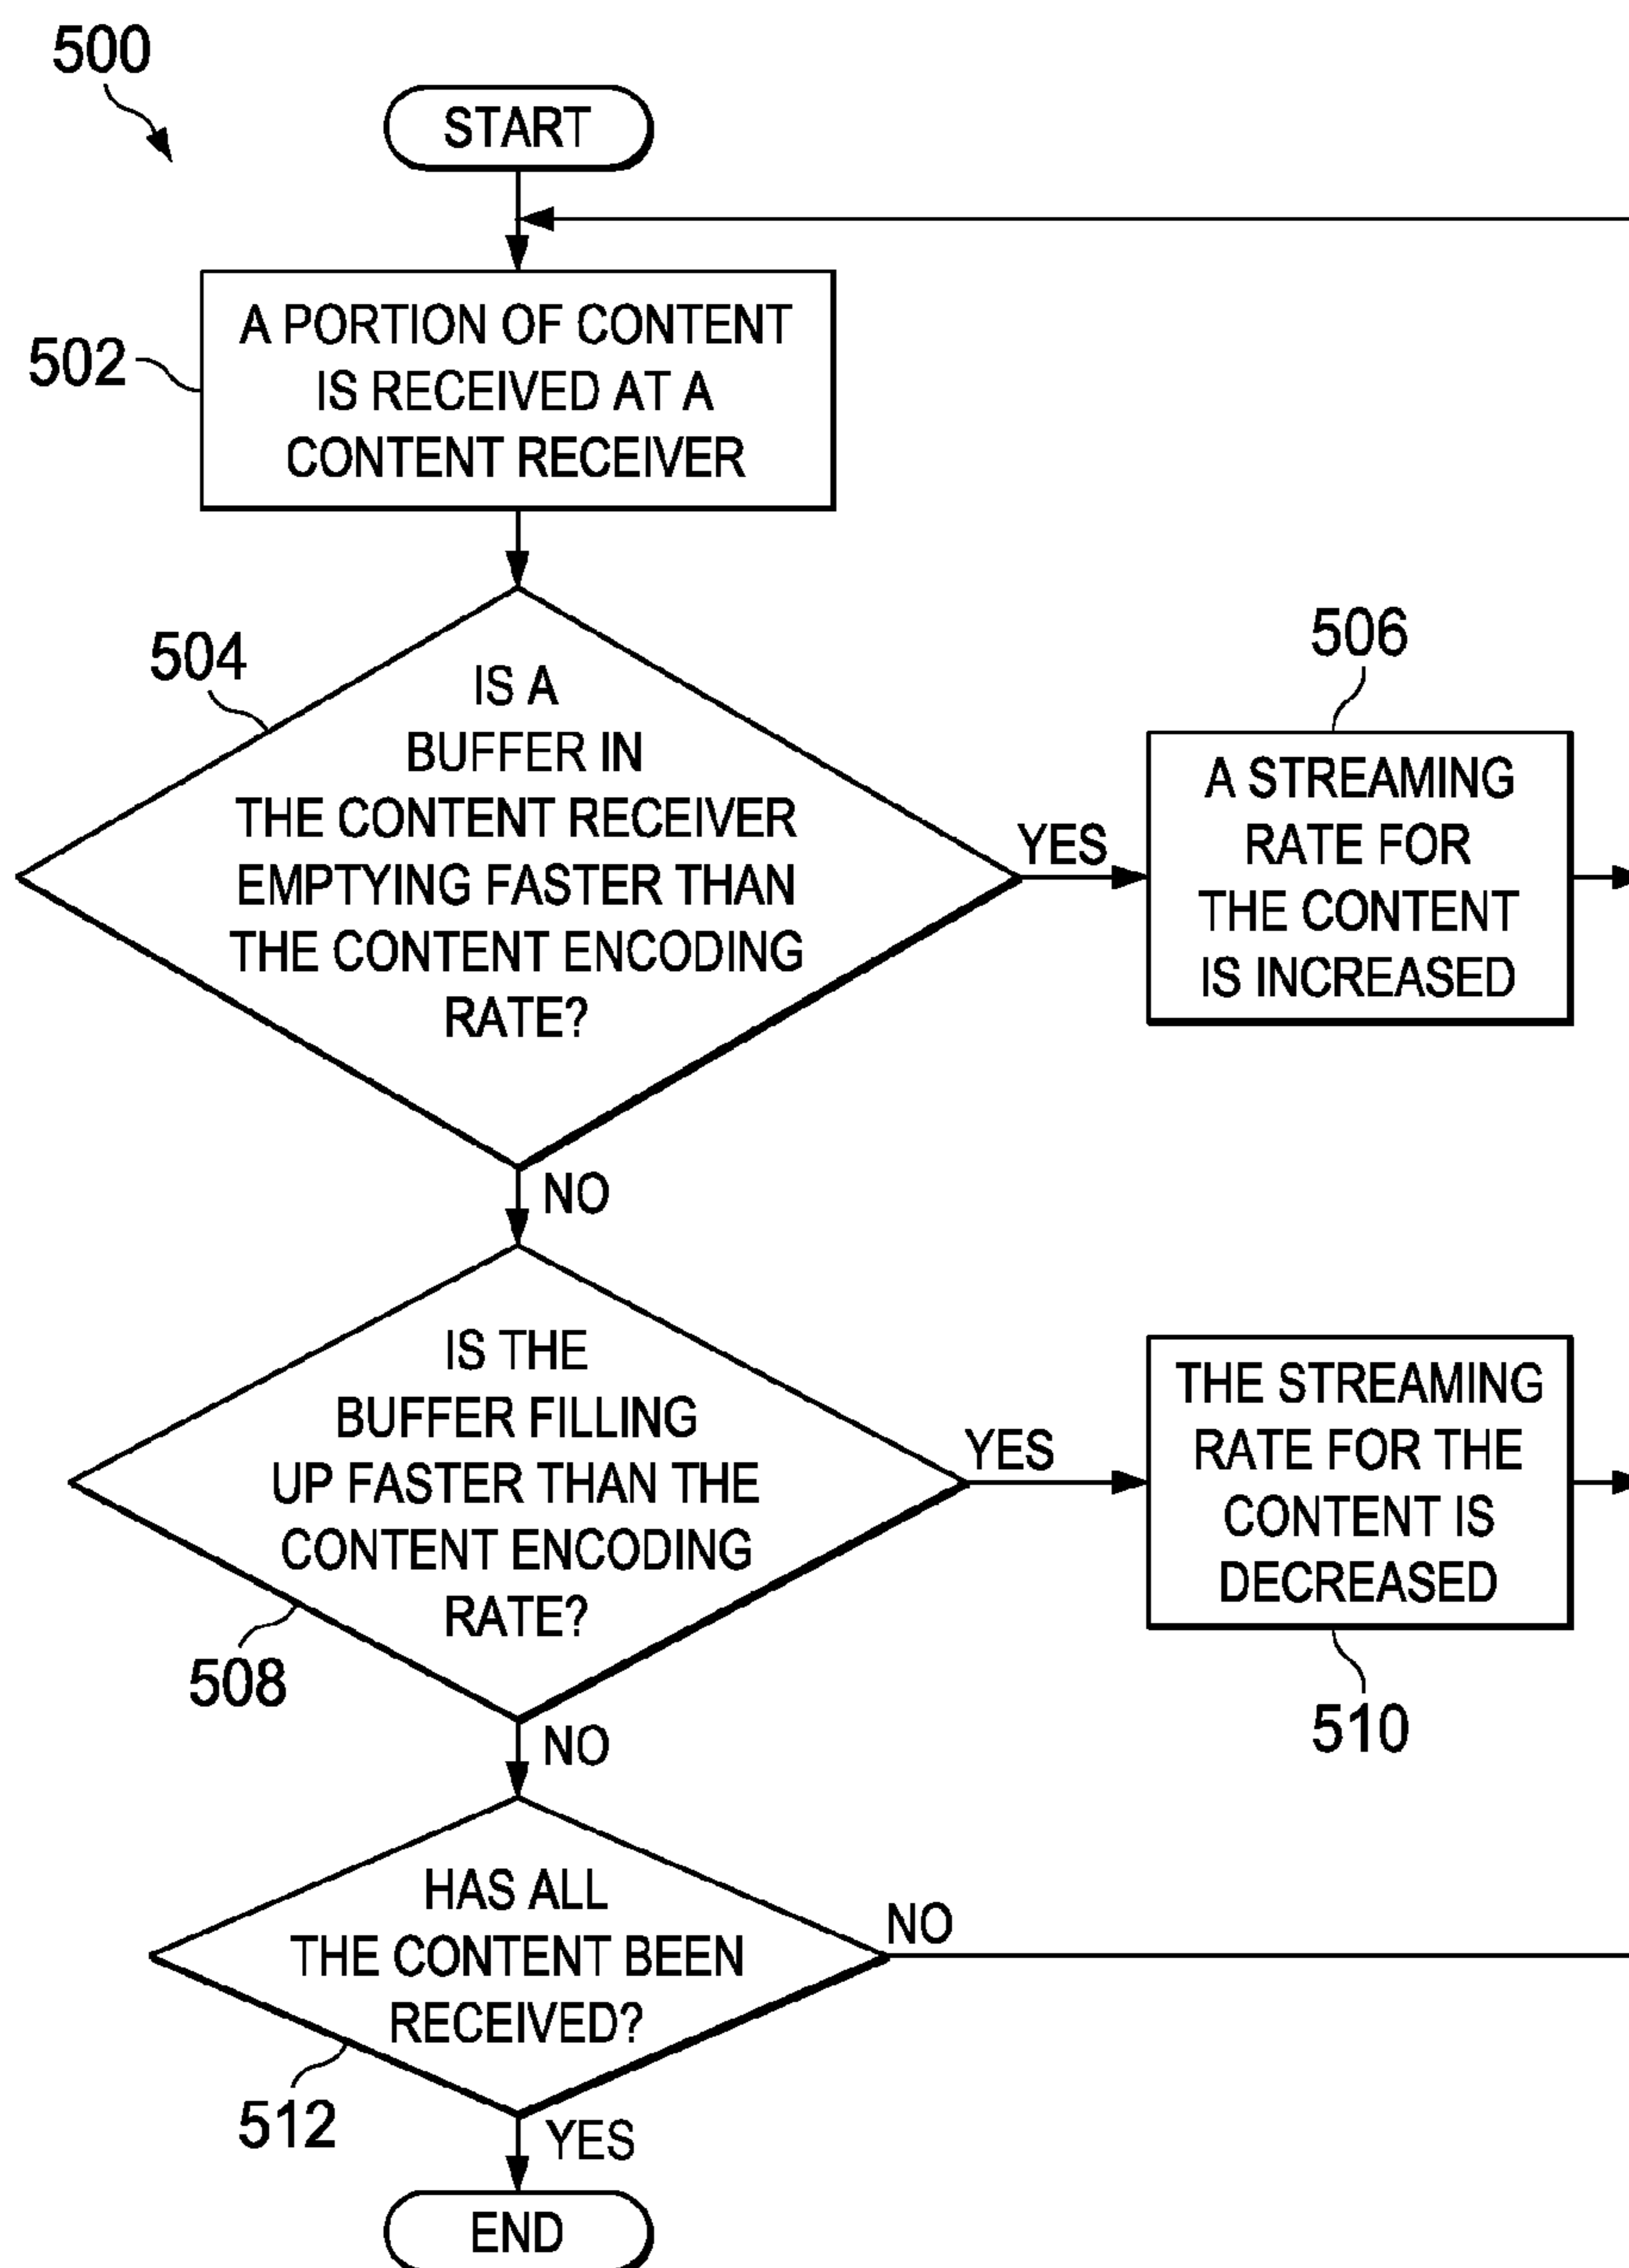 500
START
A PORTION OF CONTENT
IS RECEIVED AT A
CONTENT RECEIVER
502
504
IS A
BUFFER IN
THE CONTENT RECEIVER
EMPTYING FASTER THAN
THE CONTENT ENCODING
RATE?
YES
506
A STREAMING
RATE FOR
THE CONTENT
IS INCREASED
NO
IS THE
BUFFER FILLING
UP FASTER THAN THE
CONTENT ENCODING
RATE?
508
YES
THE STREAMING
RATE FOR THE
CONTENT IS
DECREASED
510
NO
HAS ALL
THE CONTENT BEEN
RECEIVED?
512
NO
YES
END